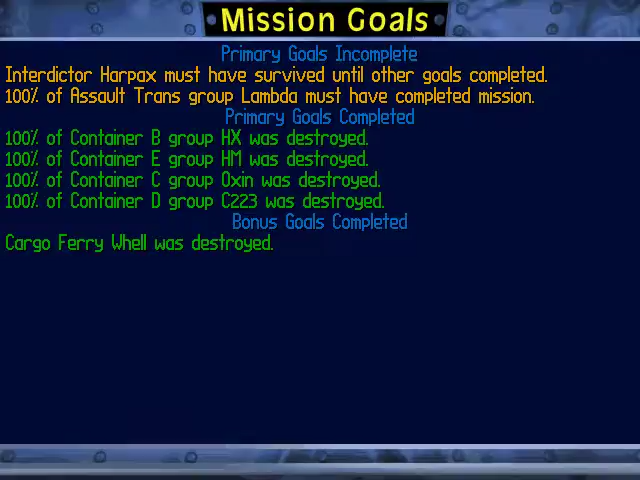 Mission Goals
Primary Goals Incomplete
Interdictor Harpax must have survived until other goals completed.
100% of Assault Trans group Lambda must have completed mission.
Primary Goals Completed
100% of Container B group HX was destroyed.
100% of Container E group HM was destroyed.
100% of Container C group Oxin was destroyed.
100% of Container D group C223 was destroyed.
Bonus Goals Completed
Cargo Ferry Whell was destroyed.